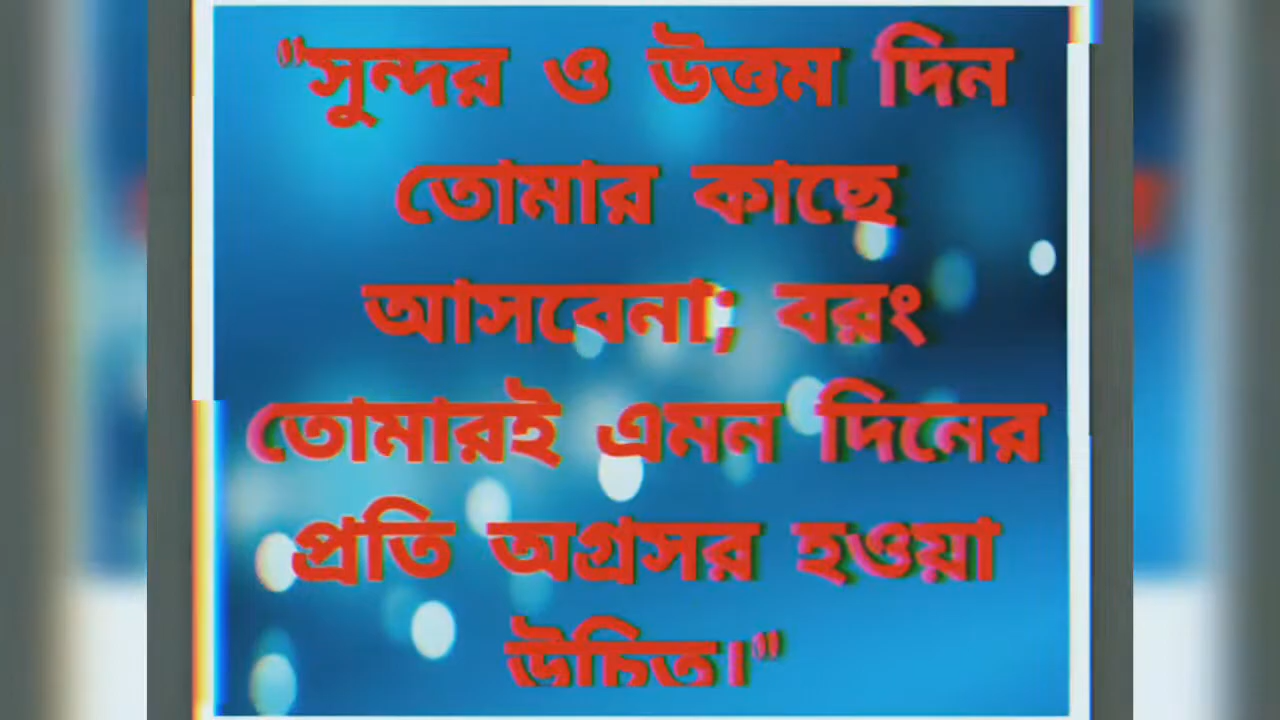 "সুন্দর ও উত্তম দিন
তোমার কাছে
আসবেনা; বরং
তোমারই এমন দিনের
প্রতি অগ্রসর হওয়া
উচিত।"